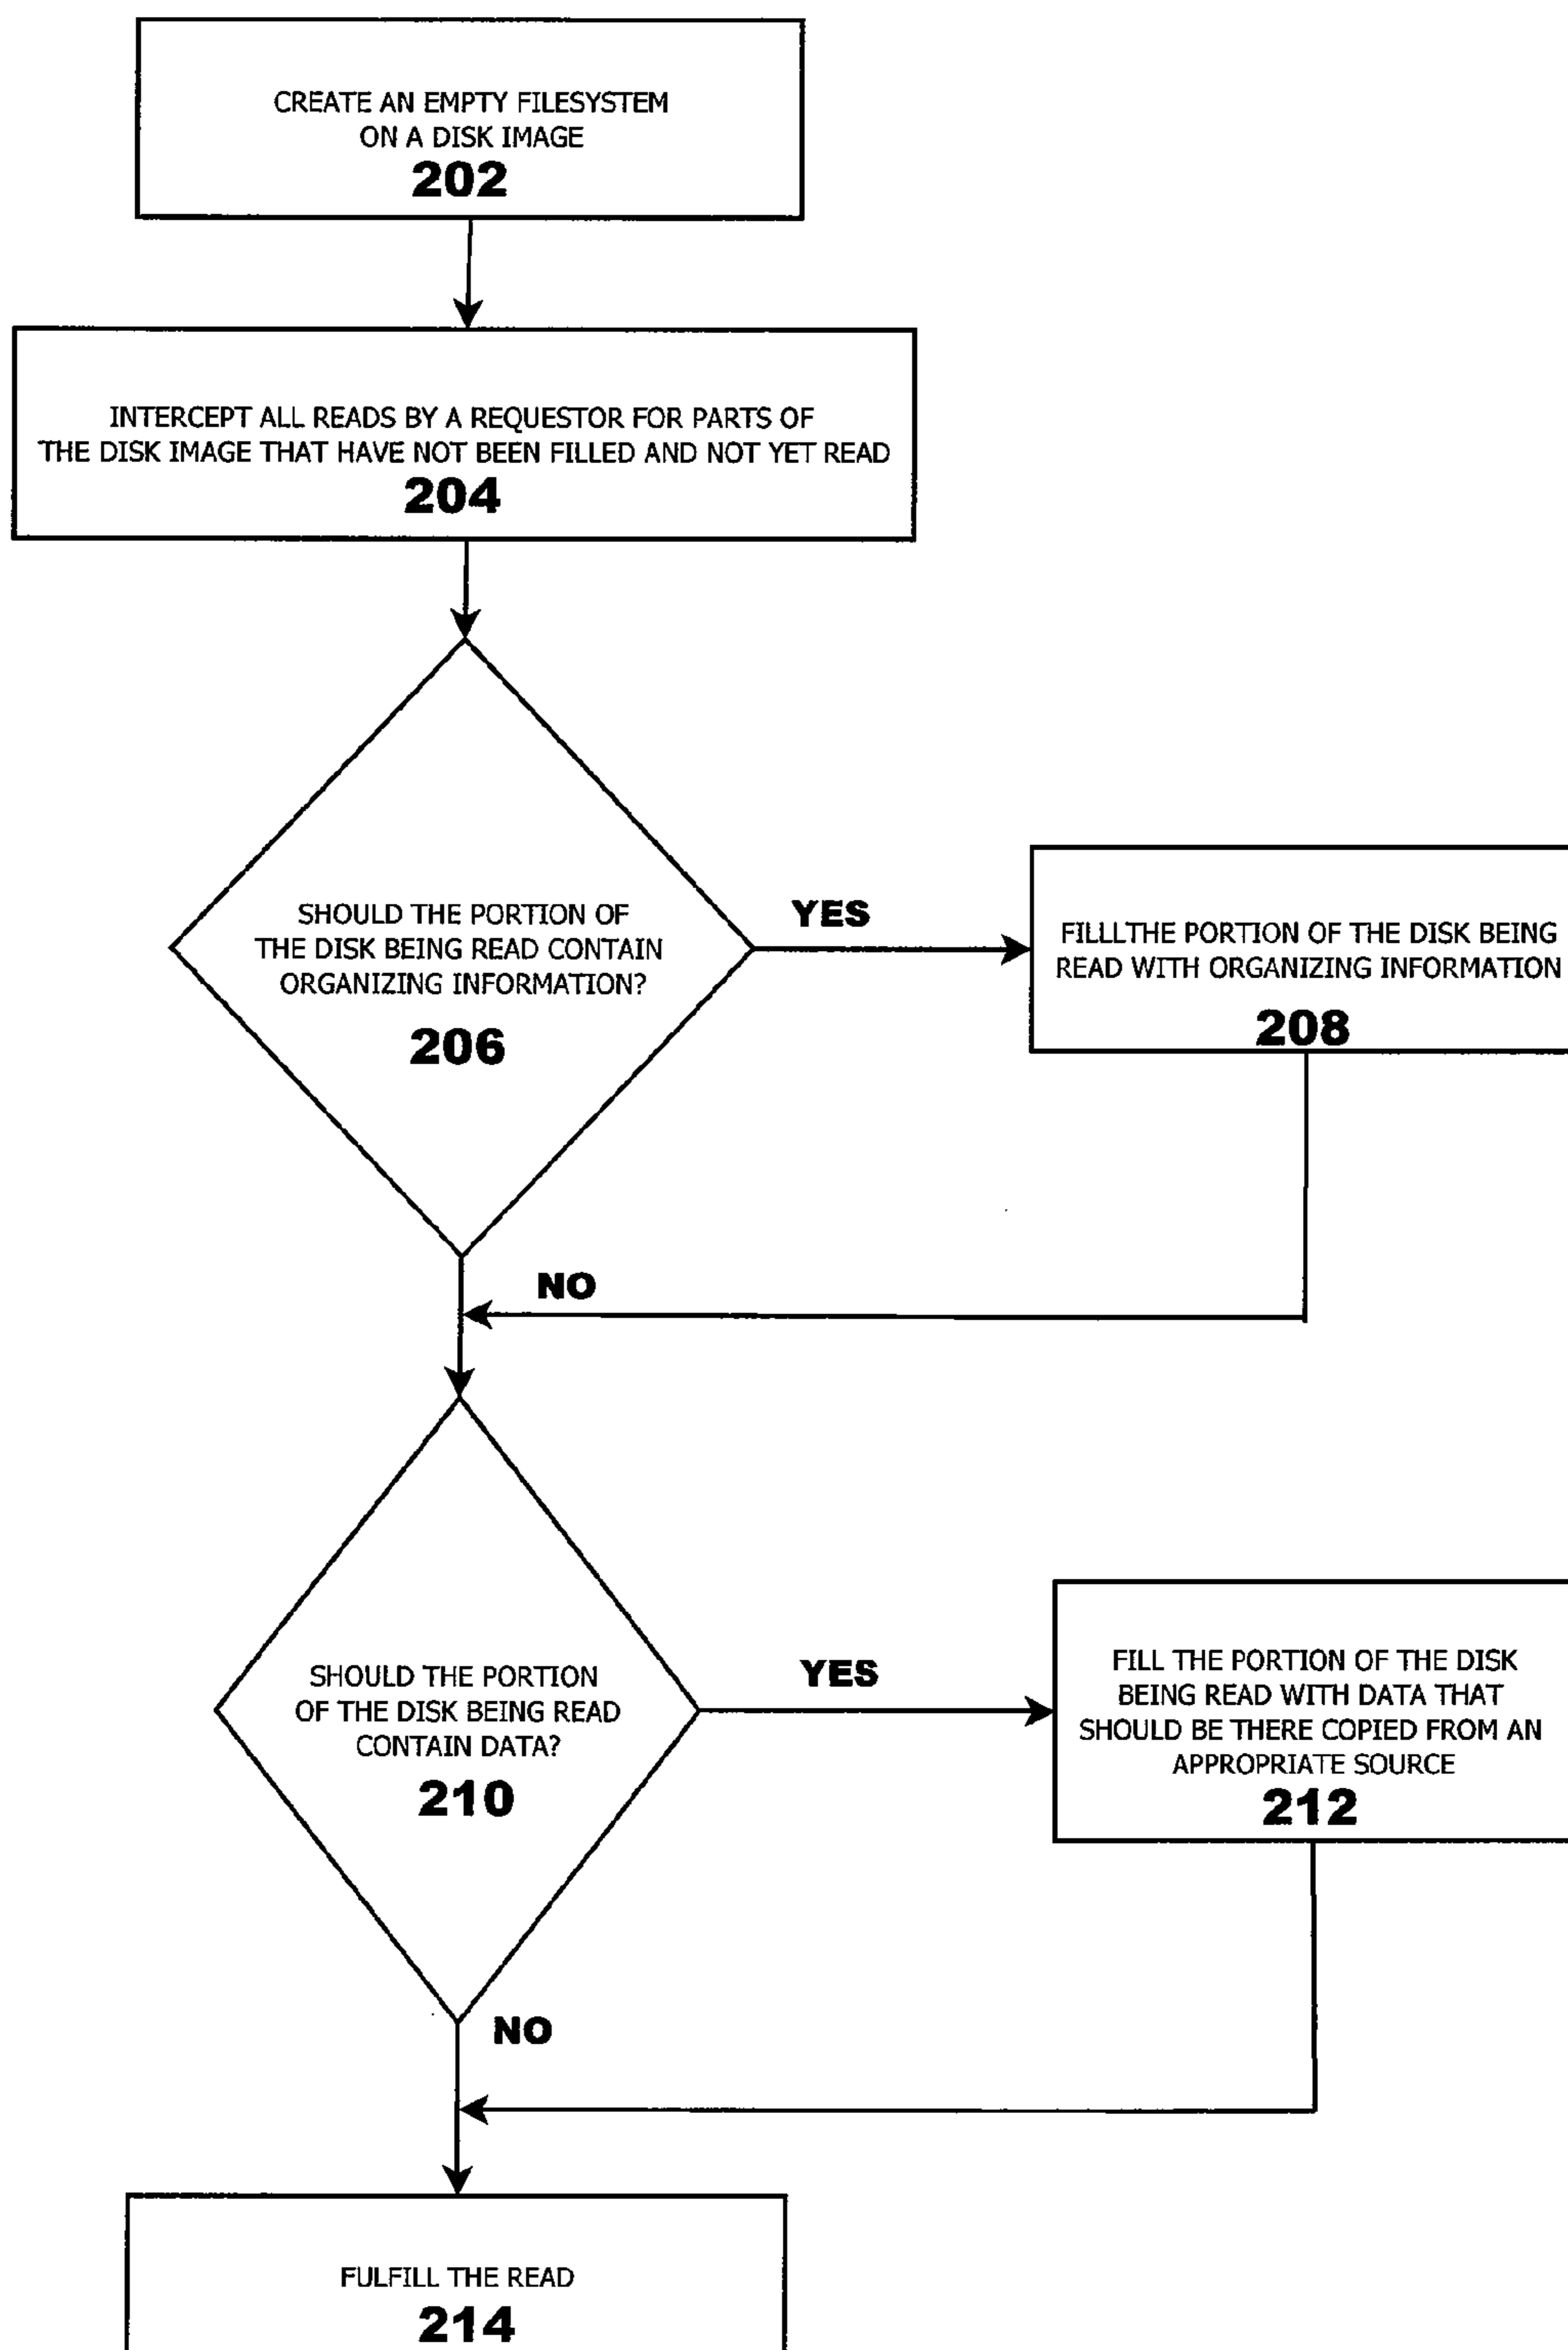 CREATE AN EMPTY FILESYSTEM
ON A DISK IMAGE
202
INTERCEPT ALL READS BY A REQUESTOR FOR PARTS OF
THE DISK IMAGE THAT HAVE NOT BEEN FILLED AND NOT YET READ
204
SHOULD THE PORTION OF
THE DISK BEING READ CONTAIN
ORGANIZING INFORMATION?
206
YES
FILLLTHE PORTION OF THE DISK BEING
READ WITH ORGANIZING INFORMATION
208
NO
SHOULD THE PORTION
OF THE DISK BEING READ
CONTAIN DATA?
210
YES
FILL THE PORTION OF THE DISK
BEING READ WITH DATA THAT
SHOULD BE THERE COPIED FROM AN
APPROPRIATE SOURCE
212
NO
FULFILL THE READ
214